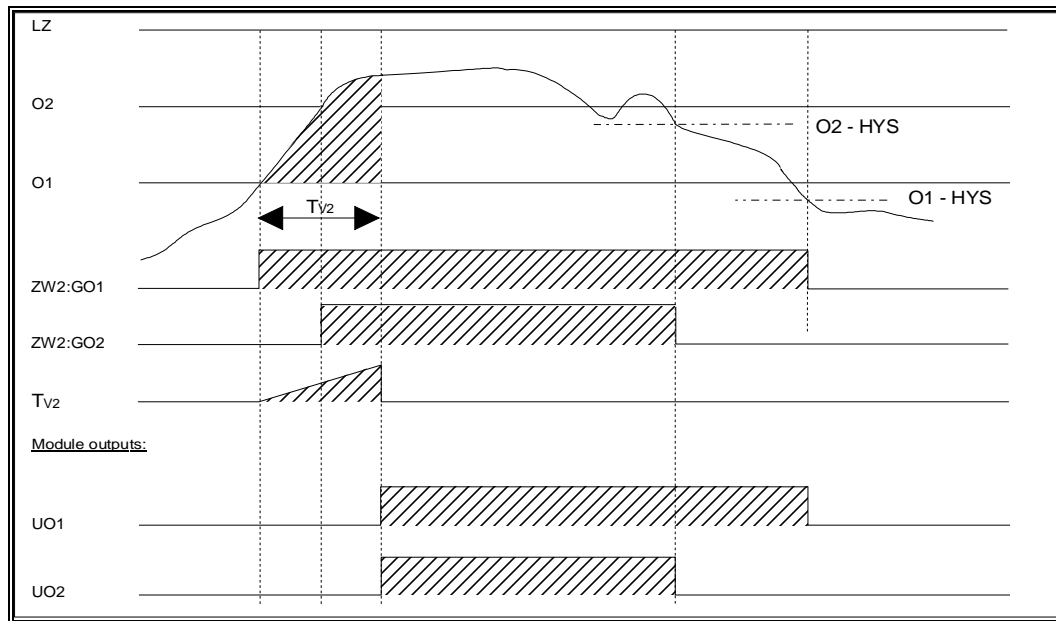 LZ
O2
O2 - HYS
O1
O1 - HYS
TV2
ZW2:GO1
ZW2:GO2
TV2
Module outputs:
UO1
UO2